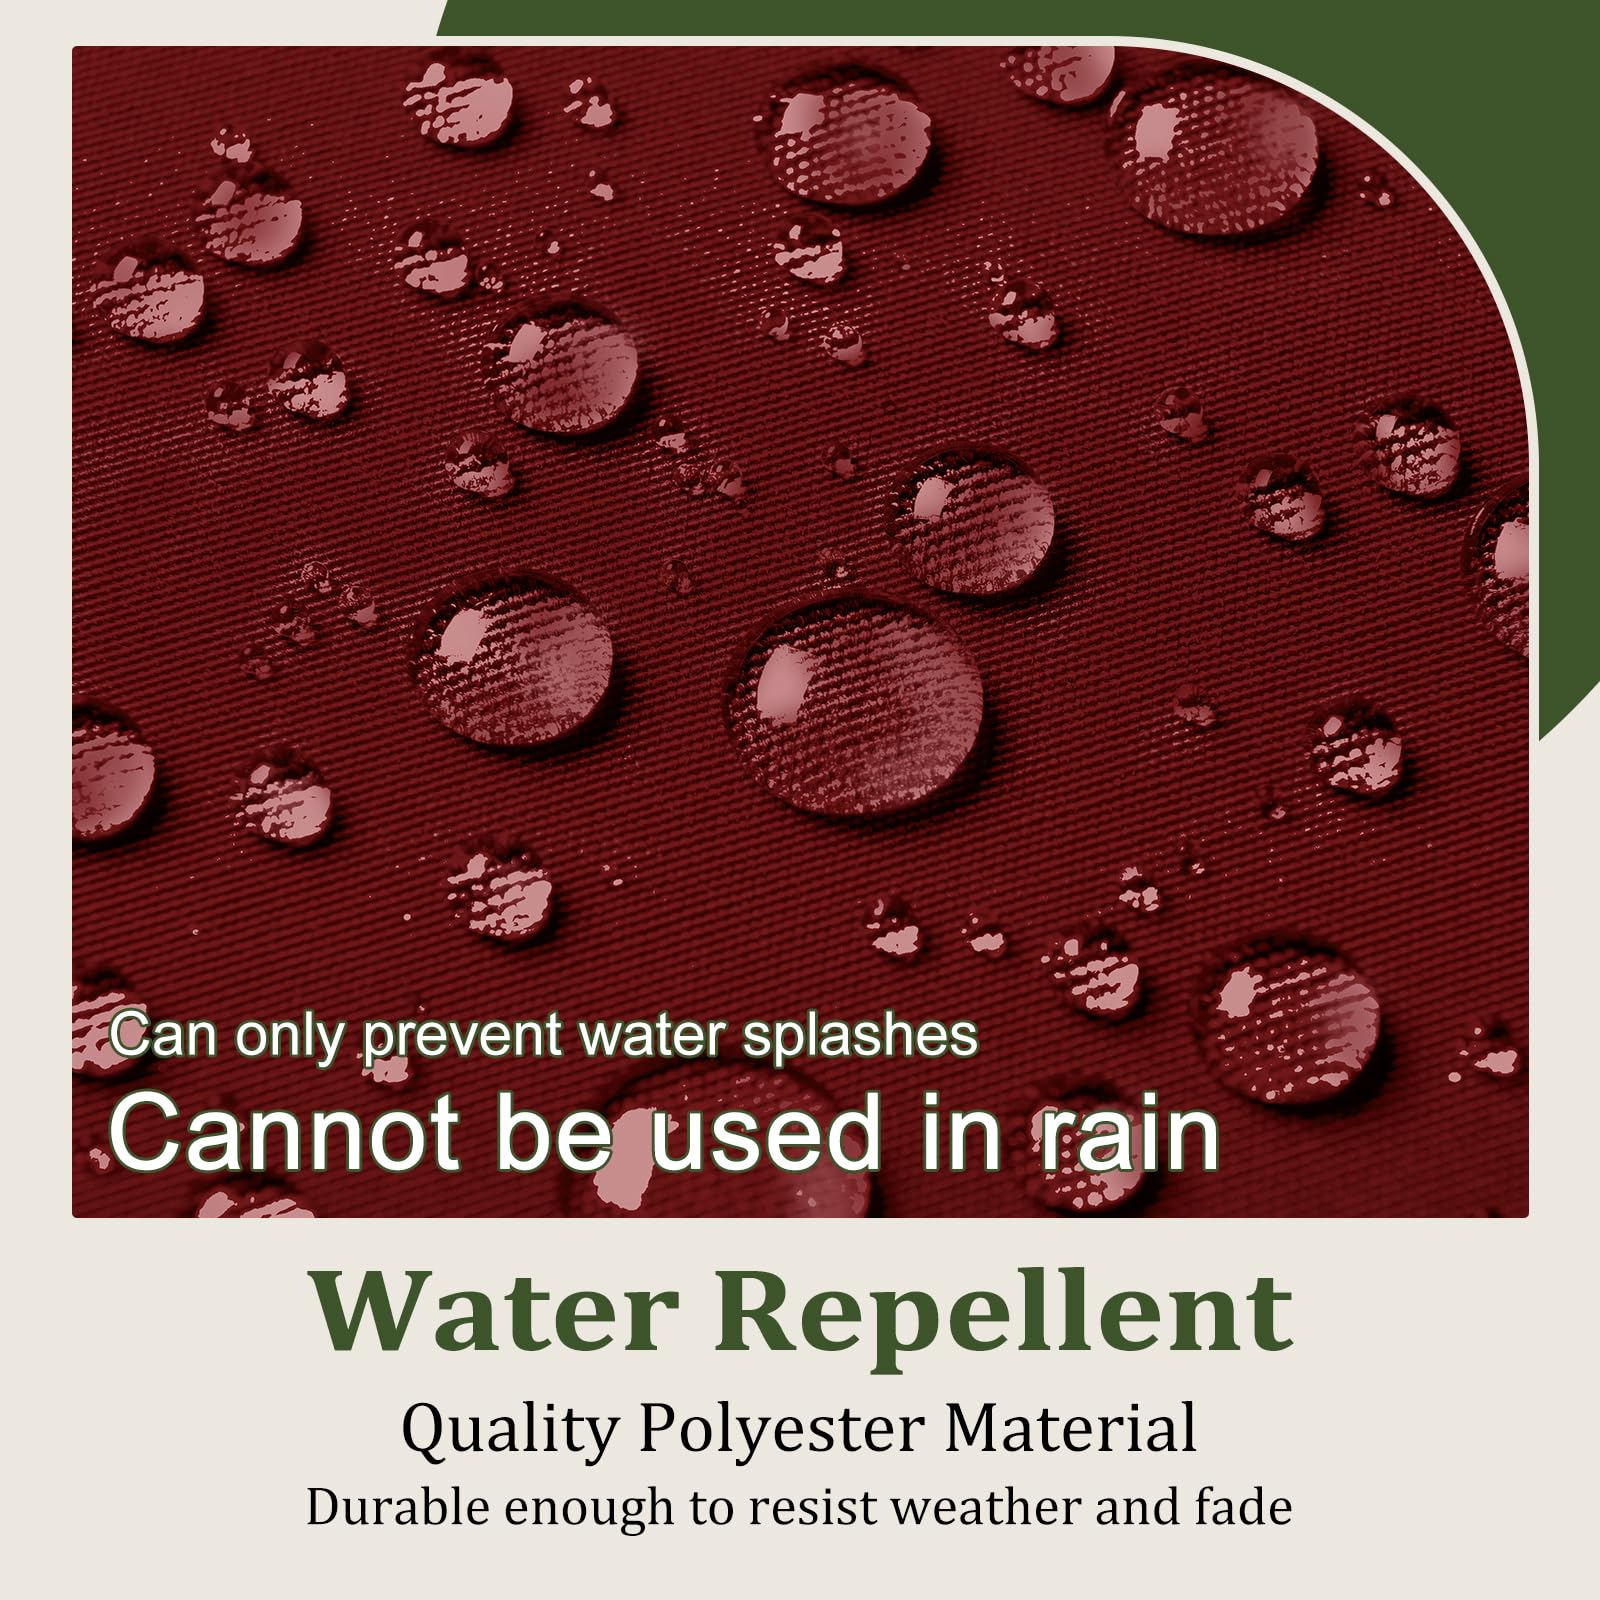 Can only prevent water splashes
Cannot be used in rain
Water Repellent
Quality Polyester Material
Durable enough to resist weather and fade